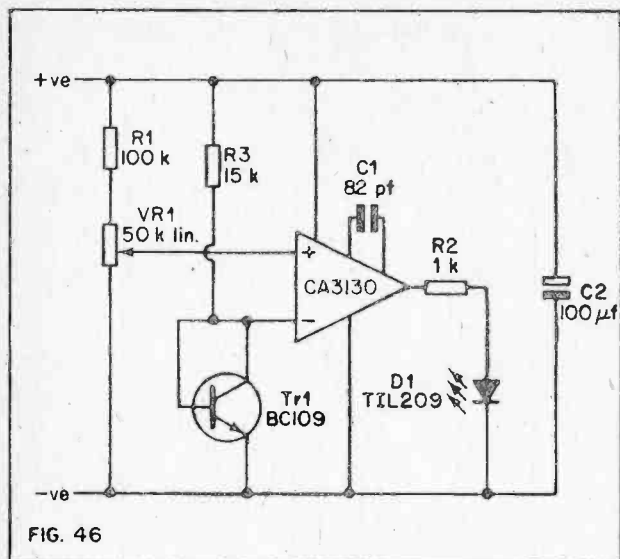 +ve
R1
100 k
R3
15 k
C1
82 pf
VR1
50 k lin.
+
CA3130
−
R2
1 k
C2
100 µf
Tr1
BC109
D1
TIL209
−ve
FIG. 46